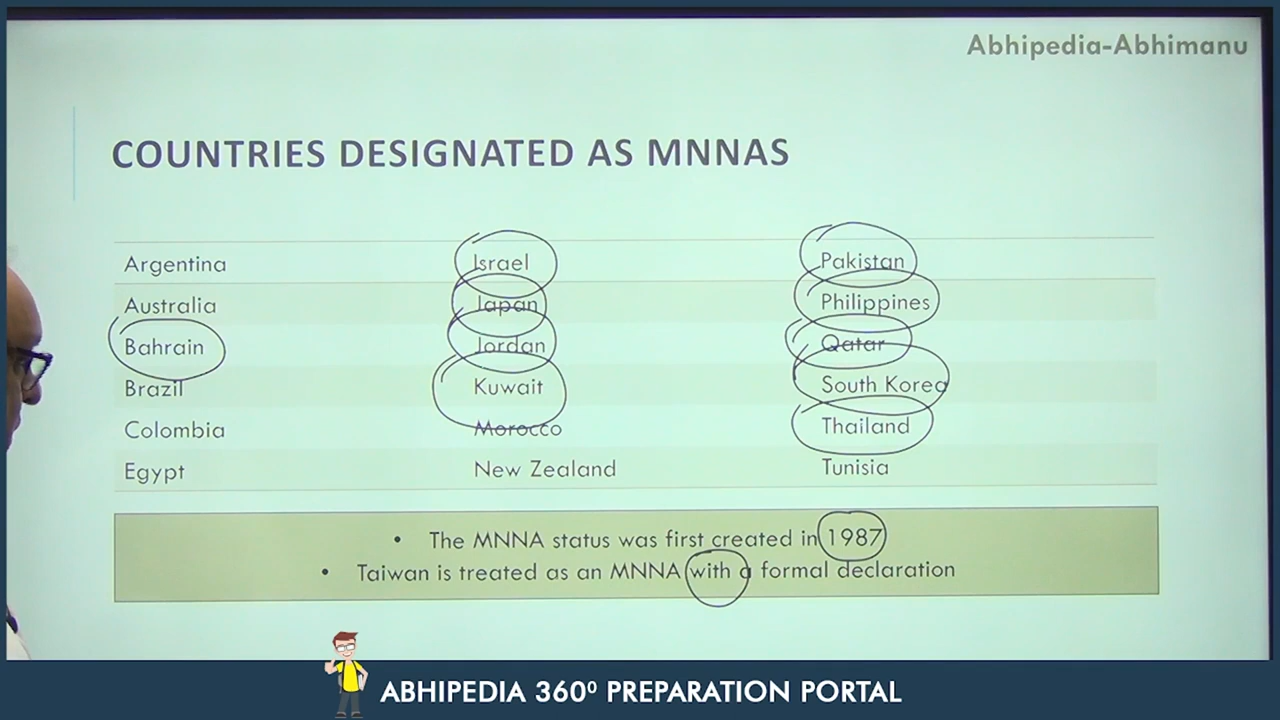 Abhipedia-Abhimanu
COUNTRIES DESIGNATED AS MNNAS
Argentina Israel Pakistan
Australia Japan Philippines
Bahrain Jordan Qatar
Brazil Kuwait South Korea
Colombia Morocco Thailand
Egypt New Zealand Tunisia
• The MNNA status was first created in 1987
• Taiwan is treated as an MNNA with a formal declaration
ABHIPEDIA 360⁰ PREPARATION PORTAL